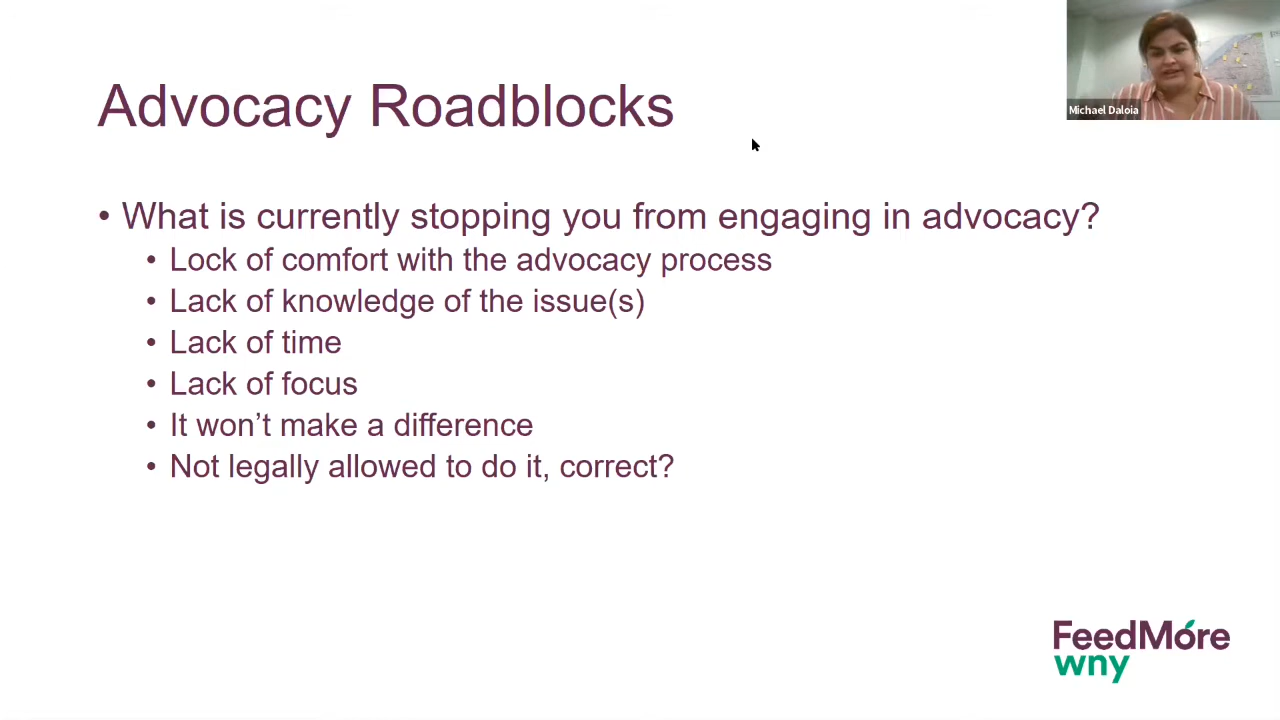 Advocacy Roadblocks
Michael Daloia
• What is currently stopping you from engaging in advocacy?
• Lock of comfort with the advocacy process
• Lack of knowledge of the issue(s)
• Lack of time
• Lack of focus
• It won’t make a difference
• Not legally allowed to do it, correct?
FeedMore
wny